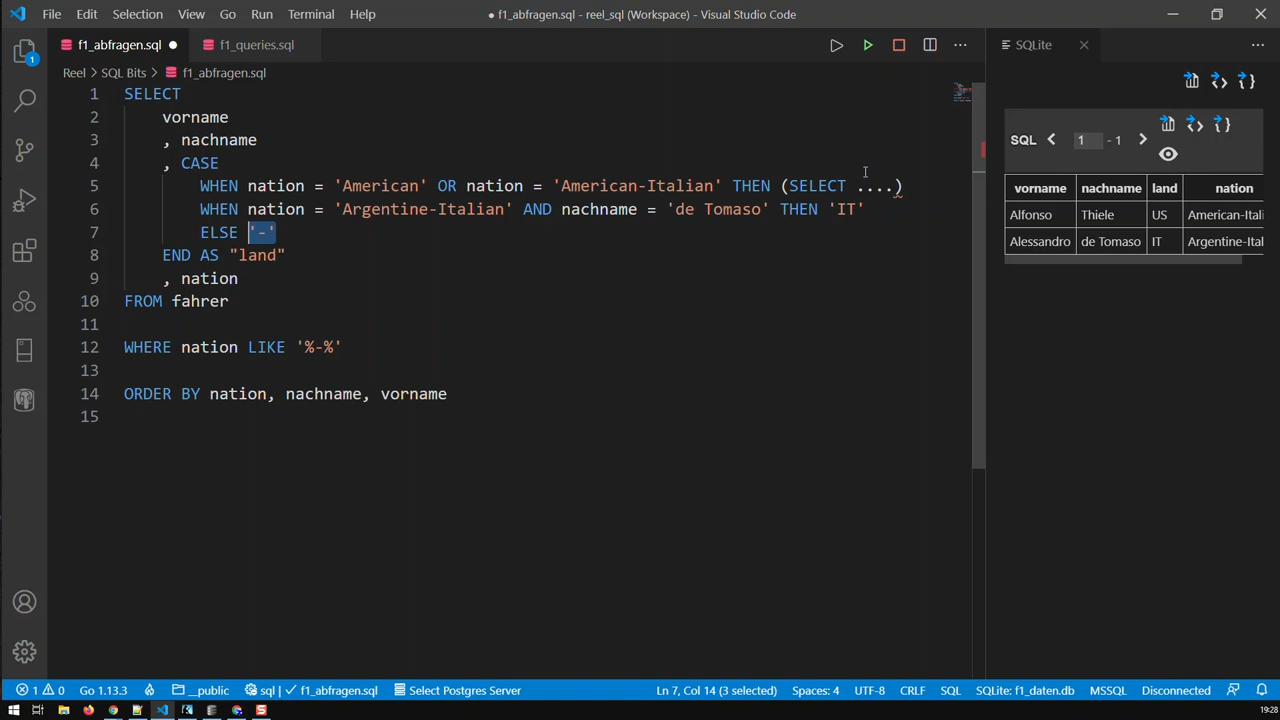 File Edit Selection View Go Run Terminal Help
● f1_abfragen.sql - reel_sql (Workspace) - Visual Studio Code
f1_abfragen.sql ●
f1_queries.sql
SQLite
Reel > SQL Bits > f1_abfragen.sql
1 SELECT
2 vorname
3 , nachname
4 , CASE
5 WHEN nation = 'American' OR nation = 'American-Italian' THEN (SELECT ....)
6 WHEN nation = 'Argentine-Italian' AND nachname = 'de Tomaso' THEN 'IT'
7 ELSE '-'
8 END AS "land"
9 , nation
10 FROM fahrer
11
12 WHERE nation LIKE '%-%'
13
14 ORDER BY nation, nachname, vorname
15
SQL < 1 - 1 >
vorname nachname land nation
Alfonso Thiele US American-Itali
Alessandro de Tomaso IT Argentine-Ital
1
1 0 Go 1.13.3 __public sql | ✓ f1_abfragen.sql Select Postgres Server Ln 7, Col 14 (3 selected) Spaces: 4 UTF-8 CRLF SQL SQLite: f1_daten.db MSSQL Disconnected
19:28